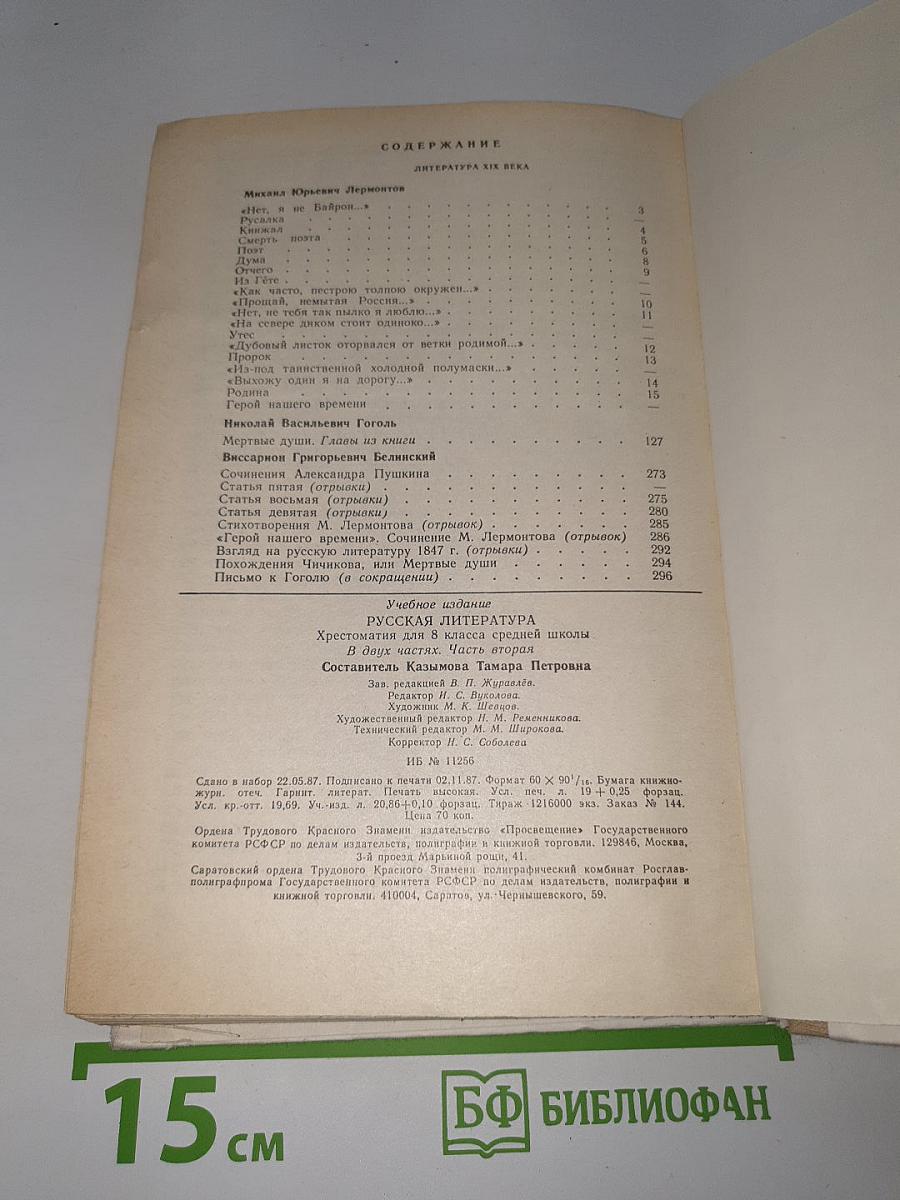 СОДЕРЖАНИЕ
ЛИТЕРАТУРА XIX ВЕКА
Михаил Юрьевич Лермонтов
«Нет, я не Байрон...» . . . . . . . . . . 3
Русалка . . . . . . . . . . —
Кинжал . . . . . . . . . . 4
Смерть поэта . . . . . . . . . . 5
Поэт . . . . . . . . . . 6
Дума . . . . . . . . . . 8
Отчего . . . . . . . . . . 9
Из Гёте . . . . . . . . . . —
«Как часто, пестрою толпою окружен...» . . . . . —
«Прощай, немытая Россия...» . . . . . . . 10
«Нет, не тебя так пылко я люблю...» . . . . . . 11
«На севере диком стоит одиноко...» . . . . . . —
Утес . . . . . . . . . . —
«Дубовый листок оторвался от ветки родимой...» . . . . . 12
Пророк . . . . . . . . . . 13
«Из-под таинственной холодной полумаски...» . . . . . —
«Выхожу один я на дорогу...» . . . . . . . 14
Родина . . . . . . . . . . 15
Герой нашего времени . . . . . . . . . —
Николай Васильевич Гоголь
Мертвые души. Главы из книги . . . . . . . . . . 127
Виссарион Григорьевич Белинский
Сочинения Александра Пушкина . . . . . . . . . 273
Статья пятая (отрывки) . . . . . . . . . . —
Статья восьмая (отрывки) . . . . . . . . . . 275
Статья девятая (отрывки) . . . . . . . . . . 280
Стихотворения М. Лермонтова (отрывок) . . . . . . . 285
«Герой нашего времени». Сочинение М. Лермонтова (отрывок) 286
Взгляд на русскую литературу 1847 г. (отрывки) . . . . . 292
Похождения Чичикова, или Мертвые души . . . . . . 294
Письмо к Гоголю (в сокращении) . . . . . . . . . 296
Учебное издание
РУССКАЯ ЛИТЕРАТУРА
Хрестоматия для 8 класса средней школы
В двух частях. Часть вторая
Составитель Казымова Тамара Петровна
Зав. редакцией В. П. Журавлёв.
Редактор Н. С. Вуколова.
Художник М. К. Шевцов.
Художественный редактор Н. М. Ременникова.
Технический редактор М. М. Широкова.
Корректор Н. С. Соболева
ИБ № 11256
Сдано в набор 22.05.87. Подписано к печати 02.11.87. Формат 60 × 90¹/₁₆. Бумага книжно-
журн. отеч. Гарнит. литерат. Печать высокая. Усл. печ. л. 19+0,25 форзац.
Усл. кр.-отт. 19,69. Уч.-изд. л. 20,86+0,10 форзац. Тираж 1216000 экз. Заказ № 144.
Цена 70 коп.
Ордена Трудового Красного Знамени издательство «Просвещение» Государственного
комитета РСФСР по делам издательств, полиграфии и книжной торговли. 129846, Москва,
3-й проезд Марьиной рощи, 41.
Саратовский ордена Трудового Красного Знамени полиграфический комбинат Росглав-
полиграфпрома Государственного комитета РСФСР по делам издательств, полиграфии и
книжной торговли. 410004, Саратов, ул. Чернышевского, 59.
15 см
БФ БИБЛИОФАН